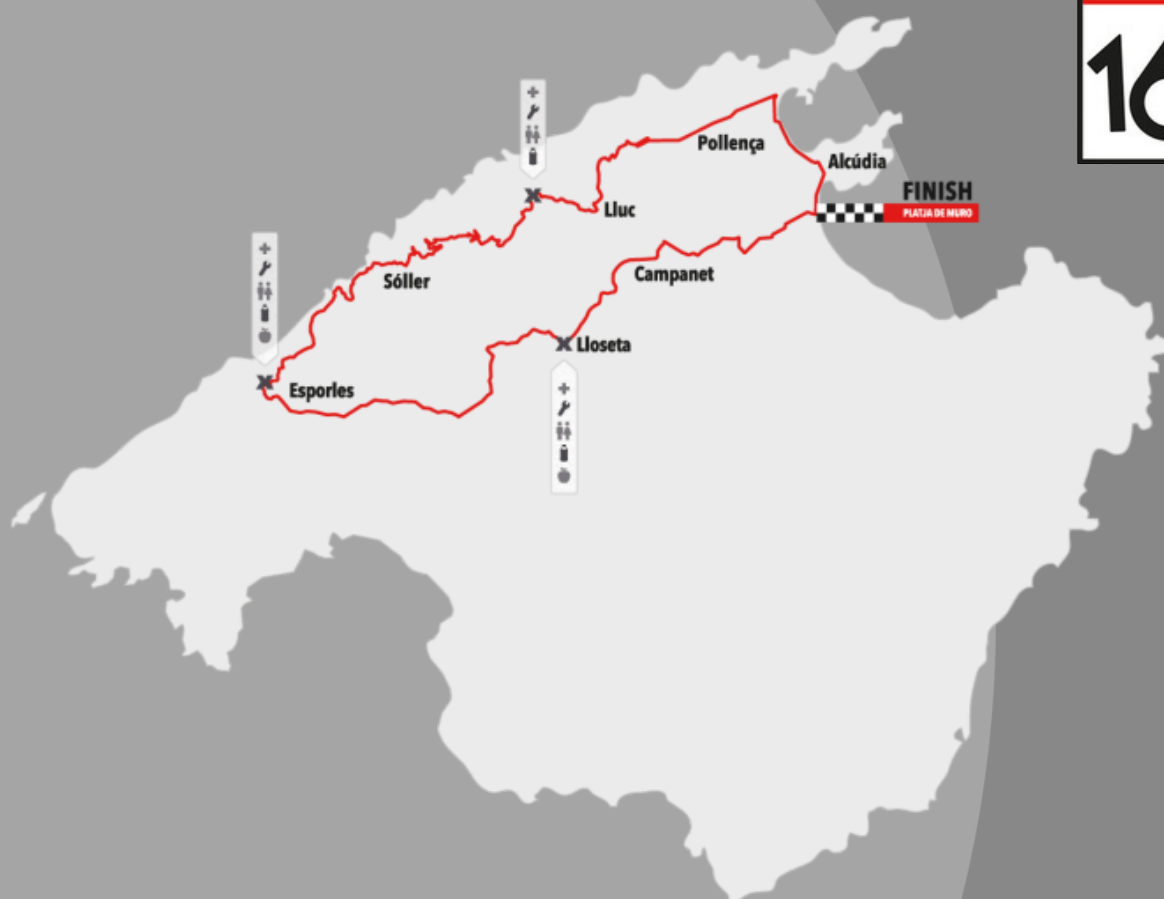 16
Pollença
Alcúdia
FINISH
PLATJA DE MURO
Lluc
Sóller
Campanet
Lloseta
Esporles